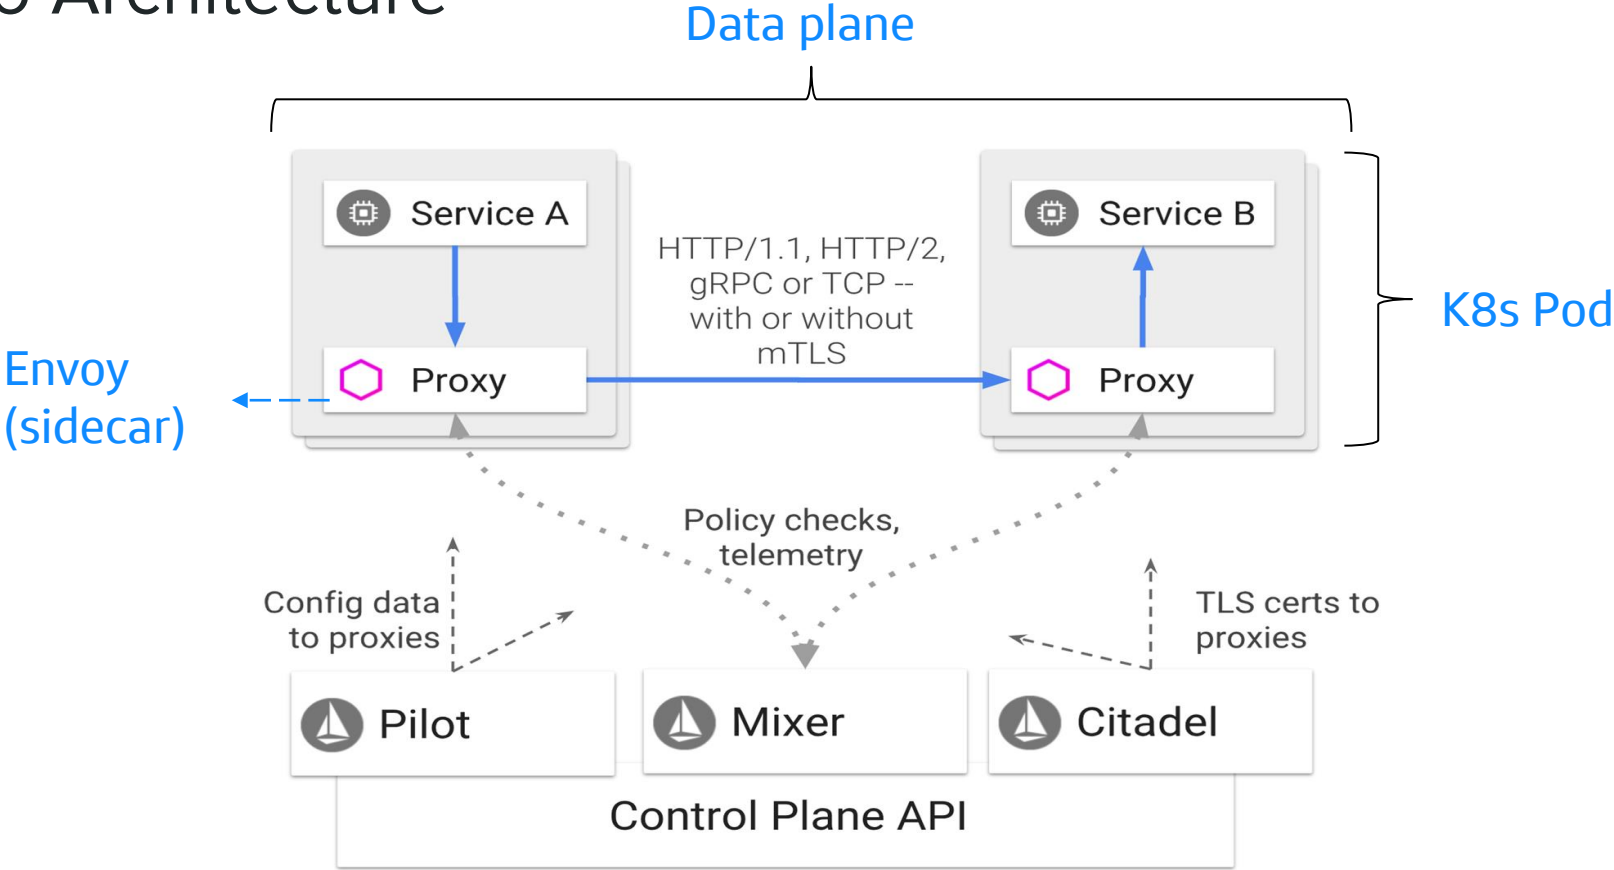 Architecture
Data plane
Service A
Service B
HTTP/1.1, HTTP/2,
gRPC or TCP --
with or without
mTLS
K8s Pod
Envoy
(sidecar)
Proxy
Proxy
Policy checks,
telemetry
Config data
to proxies
TLS certs to
proxies
Pilot
Mixer
Citadel
Control Plane API